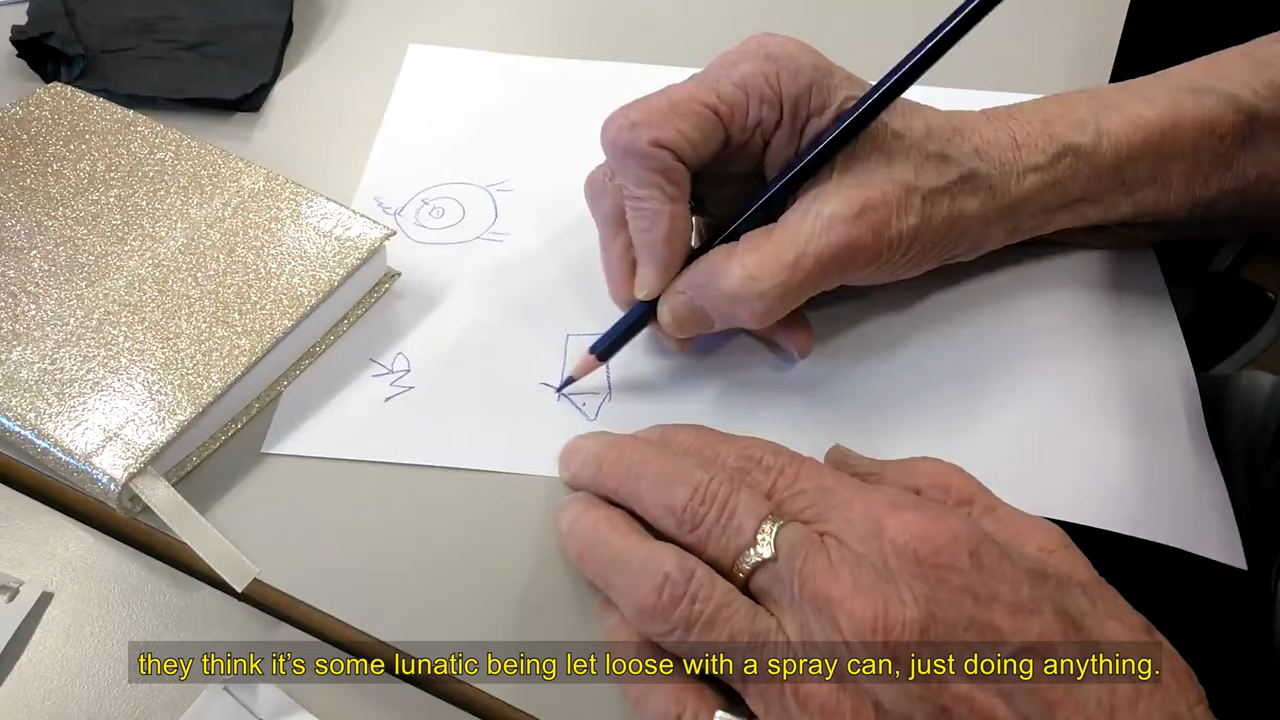 they think it's some lunatic being let loose with a spray can, just doing anything.